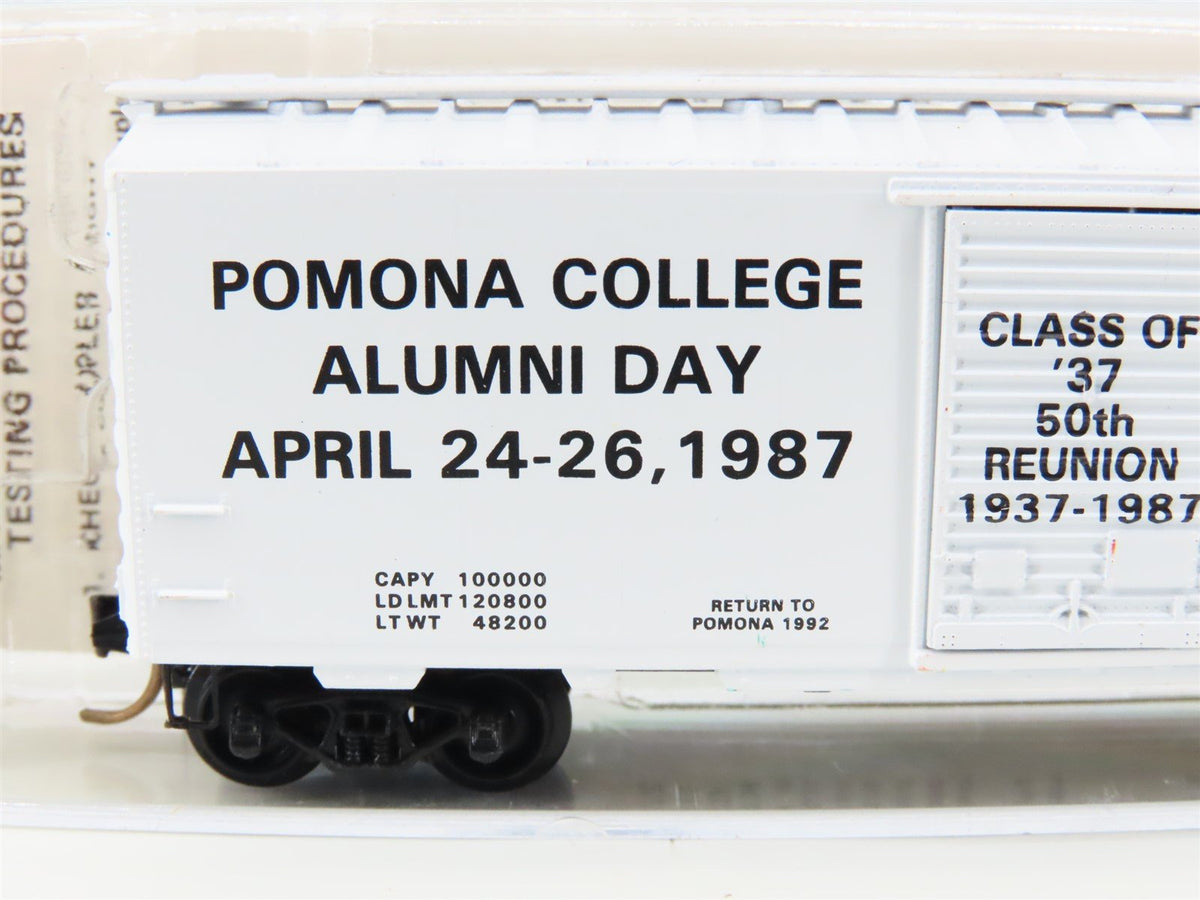 POMONA COLLEGE
ALUMNI DAY
APRIL 24-26,1987
CAPY 100000
LD LMT 120800
LT WT 48200
RETURN TO
POMONA 1992
CLASS OF
'37
50th
REUNION
1937-1987
TESTING PROCEDURES